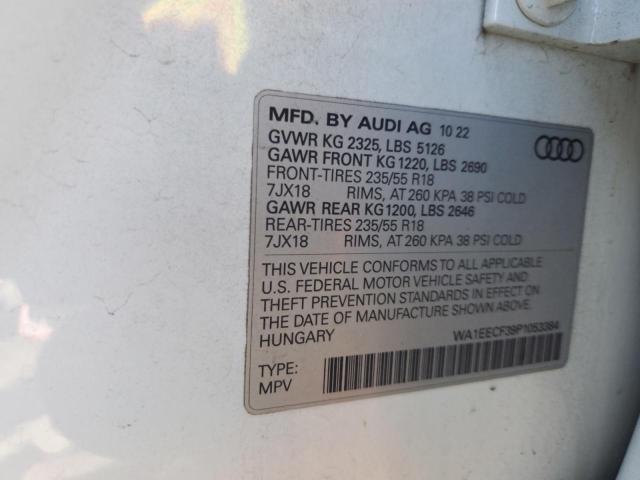 MFD. BY AUDI AG 10 22
GVWR KG 2325, LBS 5126
GAWR FRONT KG1220, LBS 2690
FRONT-TIRES 235/55 R18
7JX18 RIMS, AT 260 KPA 38 PSI COLD
GAWR REAR KG1200, LBS 2646
REAR-TIRES 235/55 R18
7JX18 RIMS, AT 260 KPA 38 PSI COLD
THIS VEHICLE CONFORMS TO ALL APPLICABLE
U.S. FEDERAL MOTOR VEHICLE SAFETY AND
THEFT PREVENTION STANDARDS IN EFFECT ON
THE DATE OF MANUFACTURE SHOWN ABOVE.
HUNGARY
WA1EECF39P1053384
TYPE:
MPV